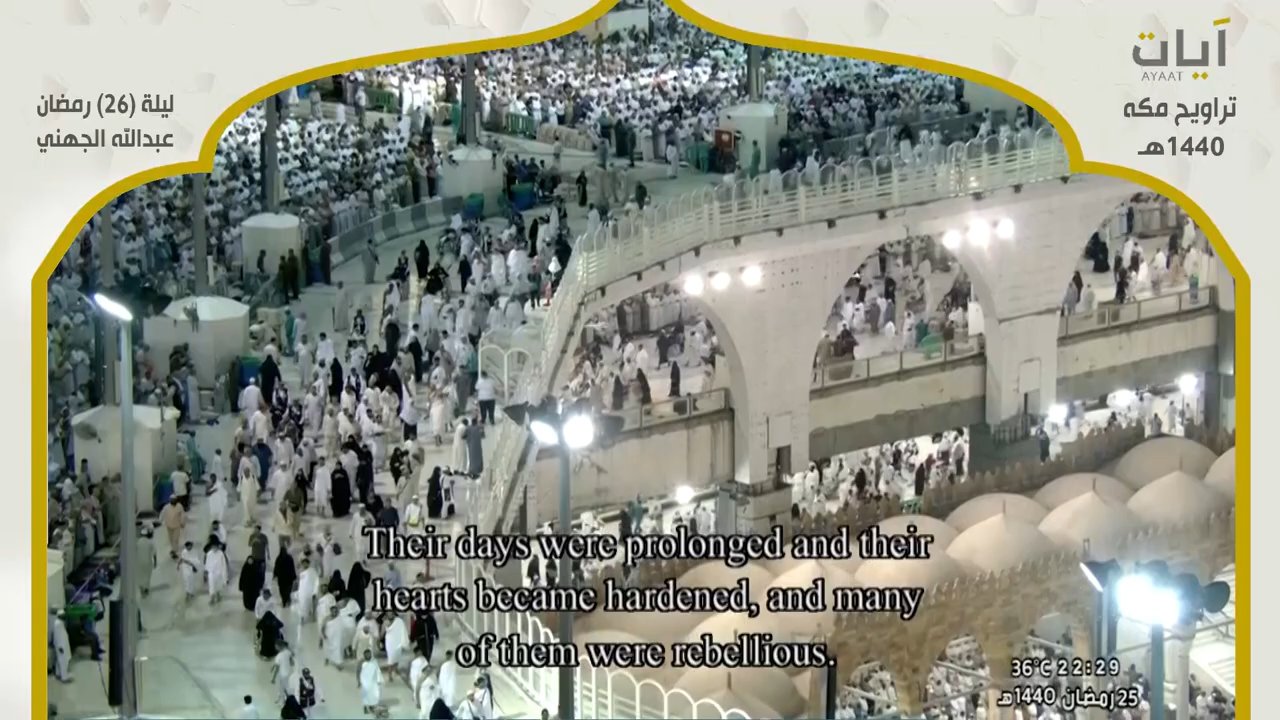 آيات
AYAAT
تراويح مكه
1440هـ
ليلة (26) رمضان
عبدالله الجهني
Their days were prolonged and their
hearts became hardened, and many
of them were rebellious.
36°C 22:29
25 رمضان 1440هـ